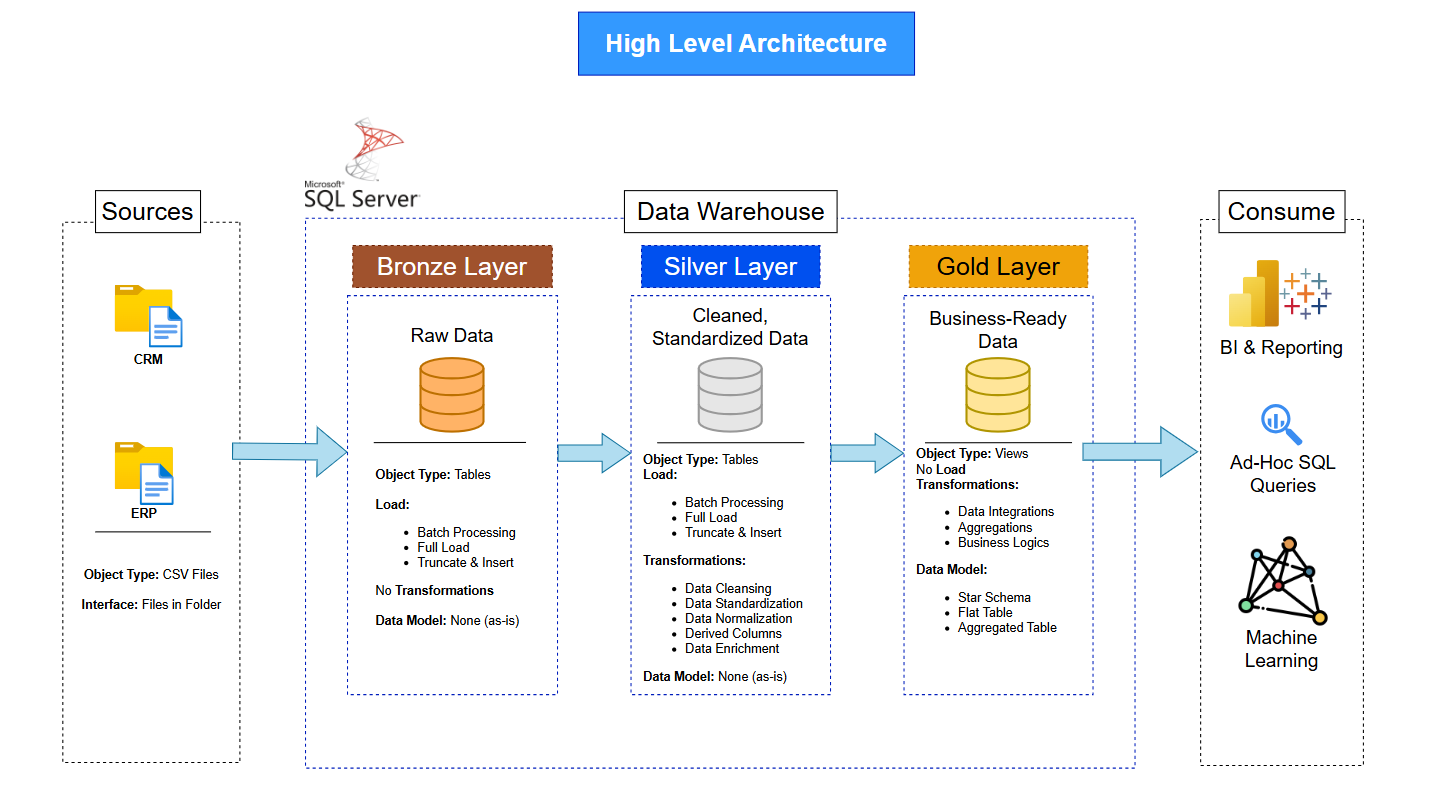 High Level Architecture
Microsoft®
SQL Server
Sources
CRM
ERP
Object Type: CSV Files
Interface: Files in Folder
Data Warehouse
Bronze Layer
Raw Data
Object Type: Tables
Load:
• Batch Processing
• Full Load
• Truncate & Insert
No Transformations
Data Model: None (as-is)
Silver Layer
Cleaned,
Standardized Data
Object Type: Tables
Load:
• Batch Processing
• Full Load
• Truncate & Insert
Transformations:
• Data Cleansing
• Data Standardization
• Data Normalization
• Derived Columns
• Data Enrichment
Data Model: None (as-is)
Gold Layer
Business-Ready
Data
Object Type: Views
No Load
Transformations:
• Data Integrations
• Aggregations
• Business Logics
Data Model:
• Star Schema
• Flat Table
• Aggregated Table
Consume
BI & Reporting
Ad-Hoc SQL
Queries
Machine
Learning